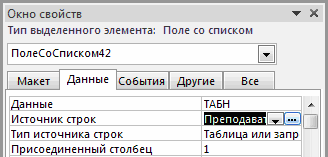 Окно свойств
Тип выделенного элемента: Поле со списком
ПолеСоСписком42
Макет Данные События Другие Все
Данные ТАБН
Источник строк Преподават
Тип источника строк Таблица или запр
Присоединенный столбец 1